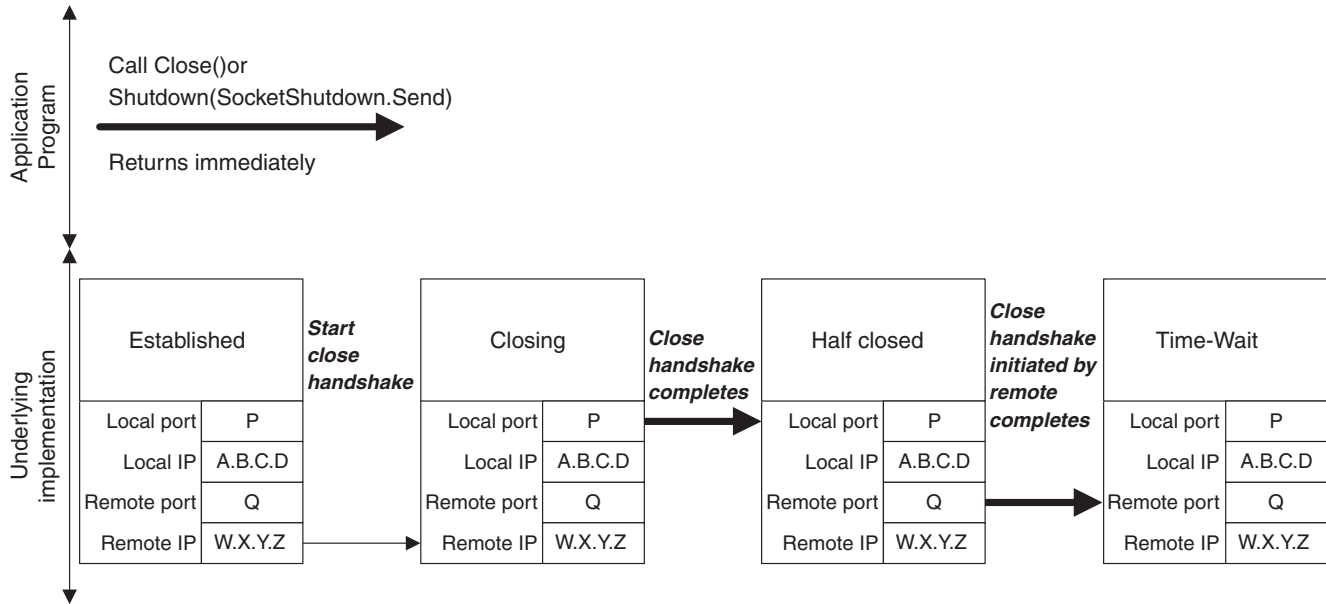 Application
Program
Call Close()or
Shutdown(SocketShutdown.Send)
Returns immediately
Underlying
implementation
Established
Local port P
Local IP A.B.C.D
Remote port Q
Remote IP W.X.Y.Z
Start
close
handshake
Closing
Local port P
Local IP A.B.C.D
Remote port Q
Remote IP W.X.Y.Z
Close
handshake
completes
Half closed
Local port P
Local IP A.B.C.D
Remote port Q
Remote IP W.X.Y.Z
Close
handshake
initiated by
remote
completes
Time-Wait
Local port P
Local IP A.B.C.D
Remote port Q
Remote IP W.X.Y.Z